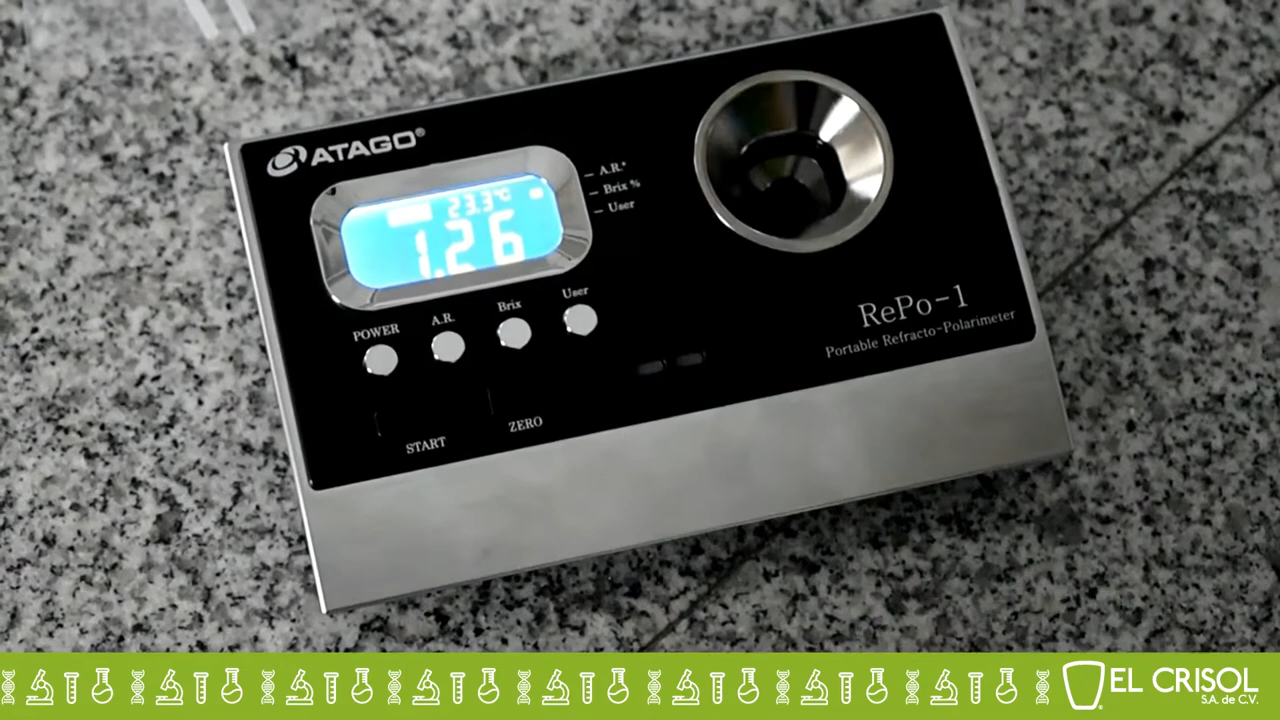 ATAGO®
23.3°C
1.26
A.R.°
Brix %
User
POWER
A.R.
Brix
User
START
ZERO
RePo-1
Portable Refracto-Polarimeter
EL CRISOL
S.A. de C.V.